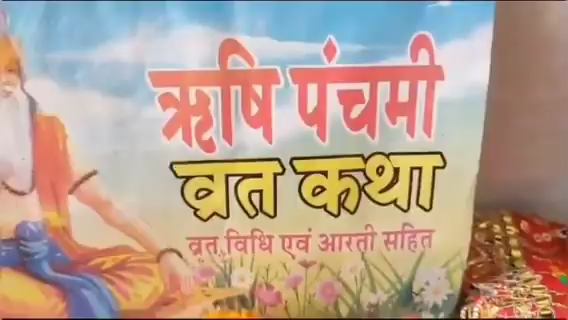 ऋषि पंचमी
व्रत कथा
व्रत विधि एवं आरती सहित